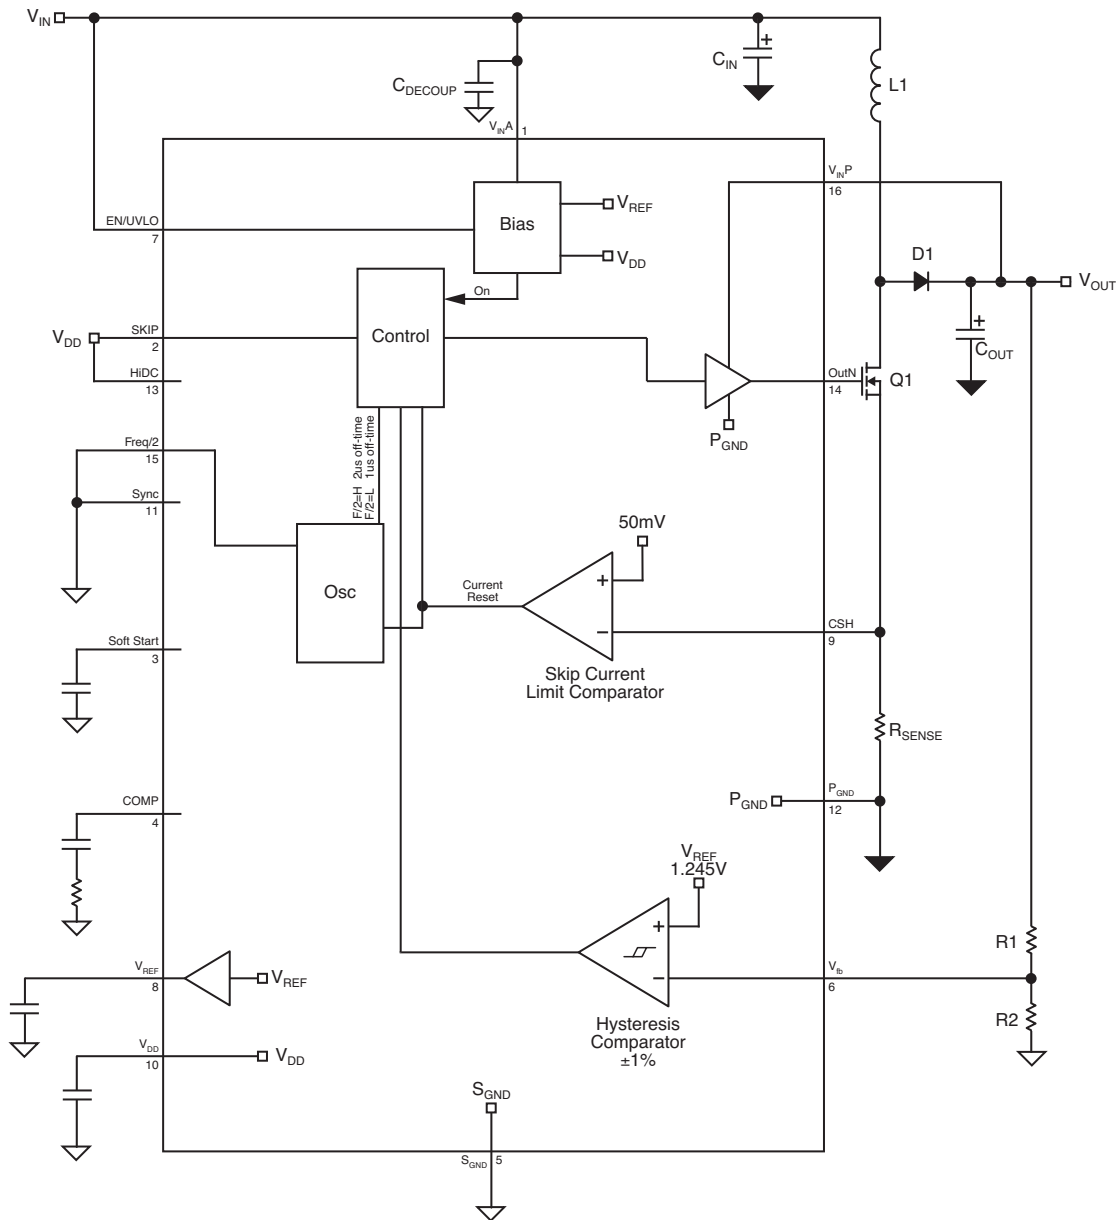 VIN
CDECOUP
CIN
L1
VINA
1
VINP
16
EN/UVLO
7
Bias
VREF
VDD
On
D1
VOUT
COUT
VDD
SKIP
2
HiDC
13
Control
OutN
14
Q1
PGND
Freq/2
15
Sync
11
F/2=H 2us off-time
F/2=L 1us off-time
50mV
+
−
Osc
Current
Reset
CSH
9
Skip Current
Limit Comparator
Soft Start
3
RSENSE
COMP
4
PGND
PGND
12
VREF
1.245V
+
−
R1
VREF
8
VREF
Vfb
6
R2
Hysteresis
Comparator
±1%
VDD
10
VDD
SGND
SGND
5